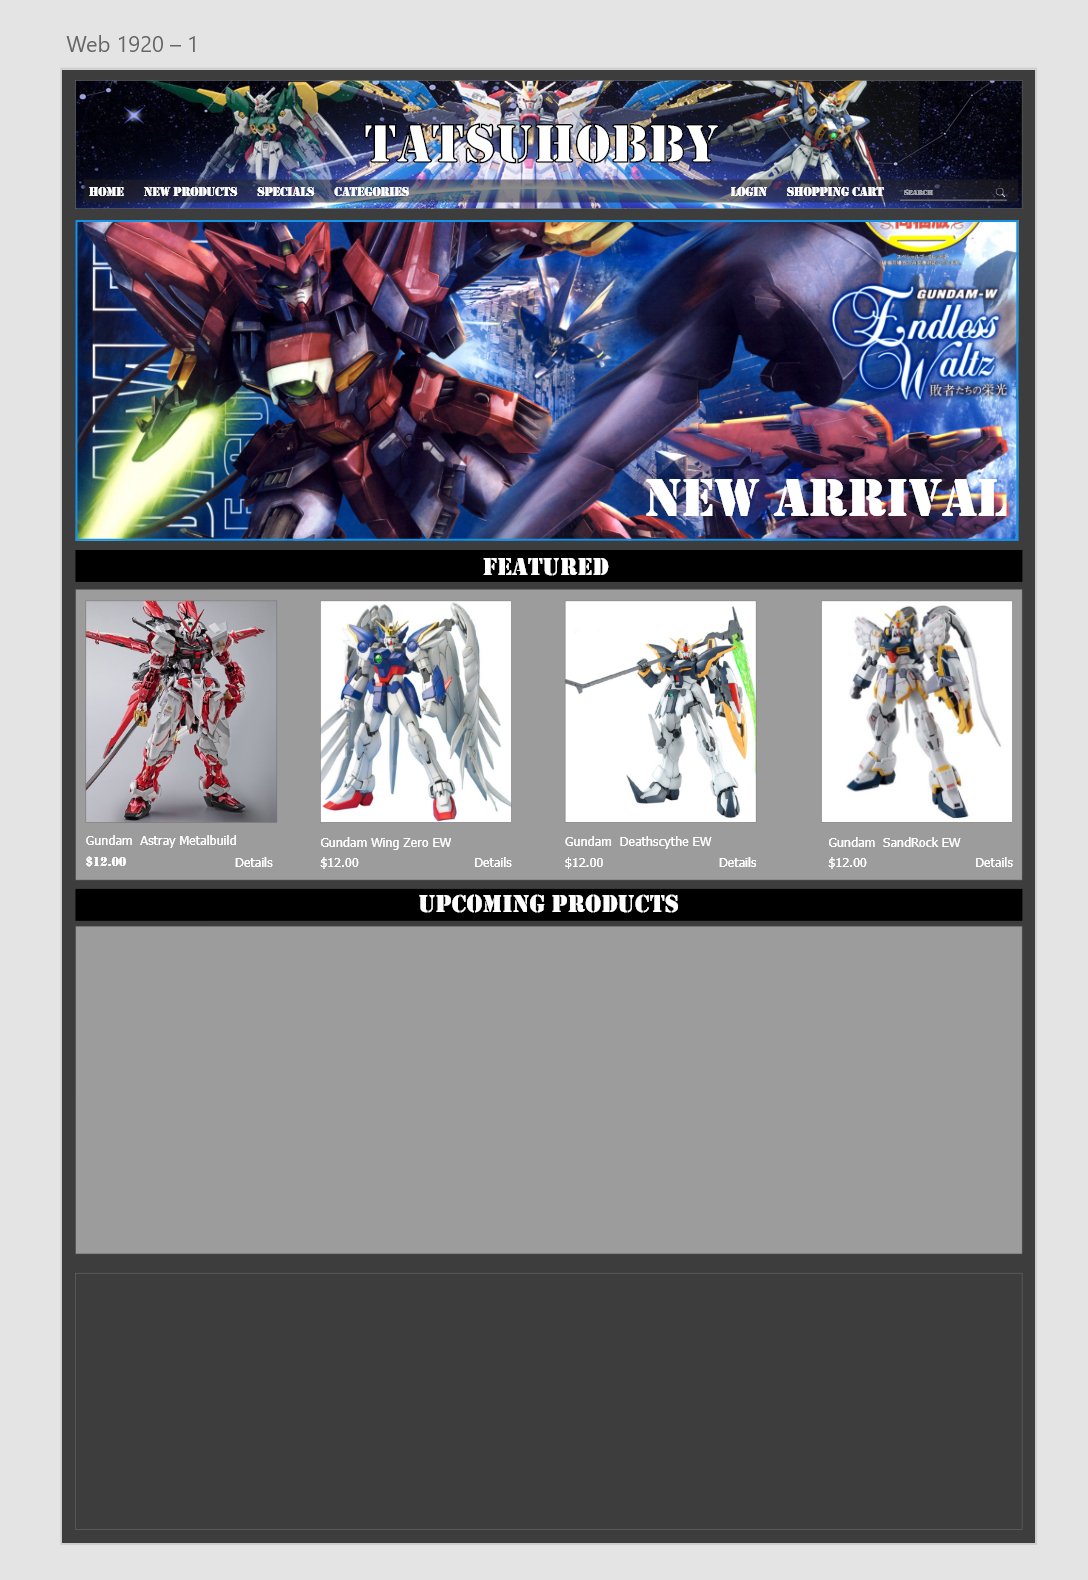 Web 1920 – 1
TATSUHOBBY
HOME NEW PRODUCTS SPECIALS CATEGORIES LOGIN SHOPPING CART SEARCH
GUNDAM-W
Endless
Waltz
敗者たちの栄光
NEW ARRIVAL
FEATURED
Gundam Astray Metalbuild
$12.00 Details
Gundam Wing Zero EW
$12.00 Details
Gundam Deathscythe EW
$12.00 Details
Gundam SandRock EW
$12.00 Details
UPCOMING PRODUCTS